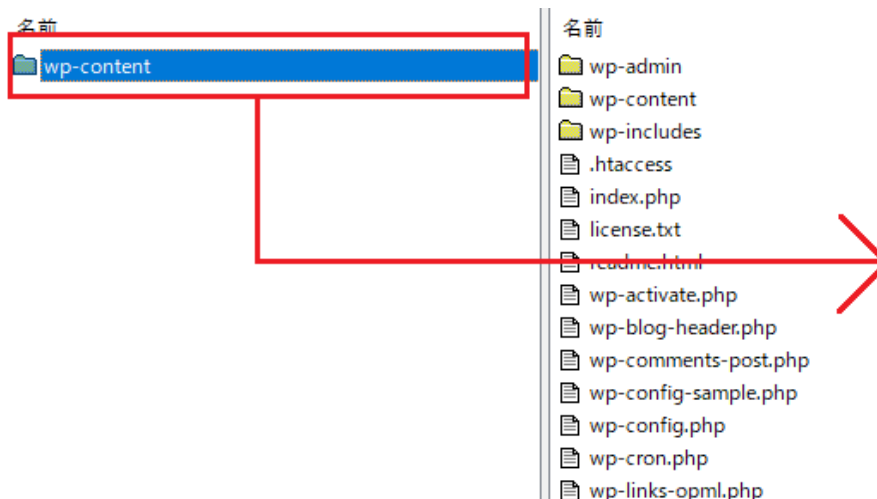 名前
wp-content
名前
wp-admin
wp-content
wp-includes
.htaccess
index.php
license.txt
readme.html
wp-activate.php
wp-blog-header.php
wp-comments-post.php
wp-config-sample.php
wp-config.php
wp-cron.php
wp-links-opml.php